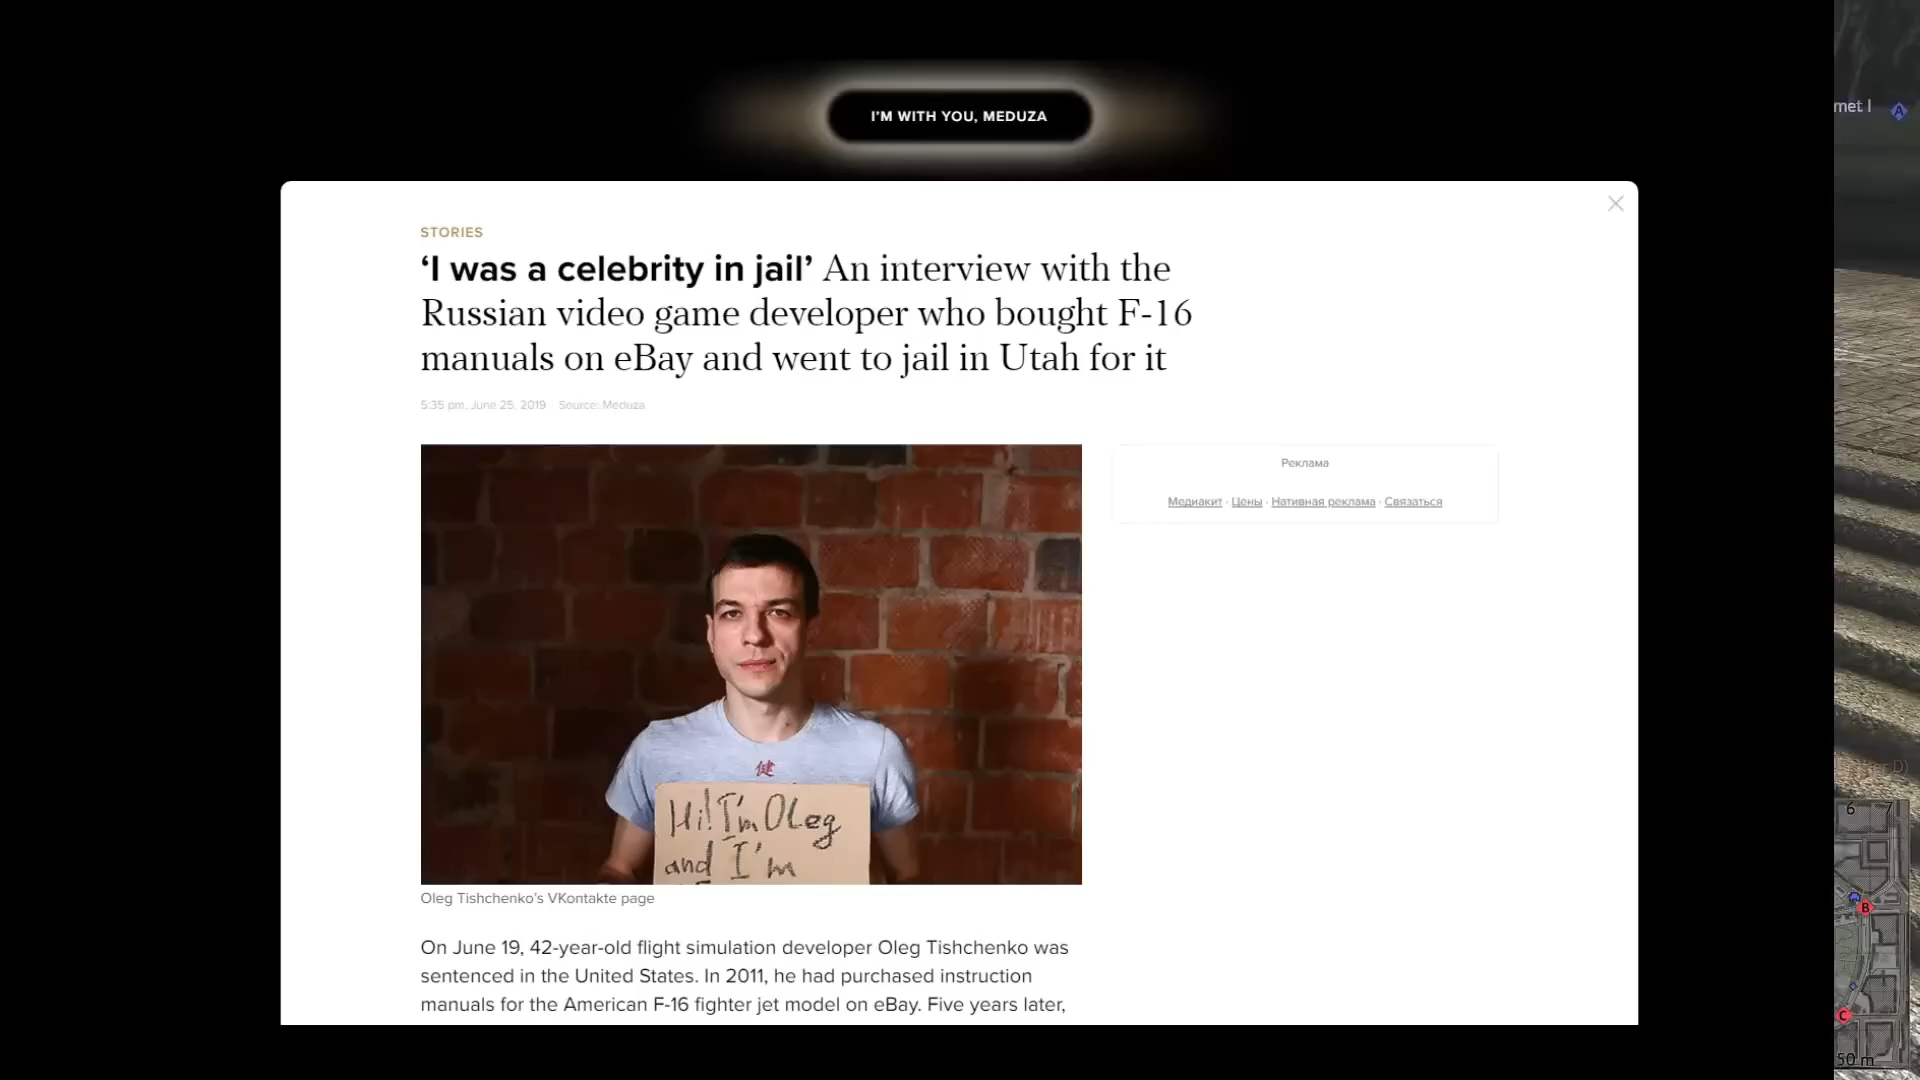 I'M WITH YOU, MEDUZA
STORIES
‘I was a celebrity in jail’ An interview with the
Russian video game developer who bought F-16
manuals on eBay and went to jail in Utah for it
5:35 pm, June 25, 2019 Source: Meduza
Реклама
Медиакит · Цены · Нативная реклама · Связаться
健
Hi! I'm Oleg
and I'm
Oleg Tishchenko's VKontakte page
On June 19, 42-year-old flight simulation developer Oleg Tishchenko was
sentenced in the United States. In 2011, he had purchased instruction
manuals for the American F-16 fighter jet model on eBay. Five years later,
A
6 7
B
C
50 m